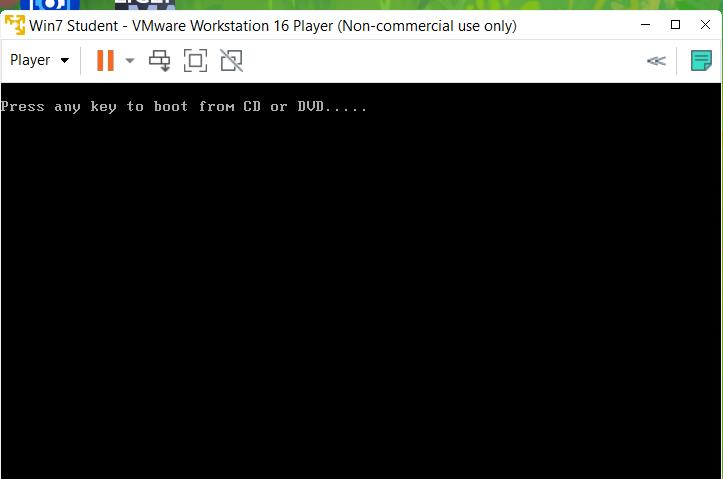 Win7 Student - VMware Workstation 16 Player (Non-commercial use only)
Player
Press any key to boot from CD or DVD.....